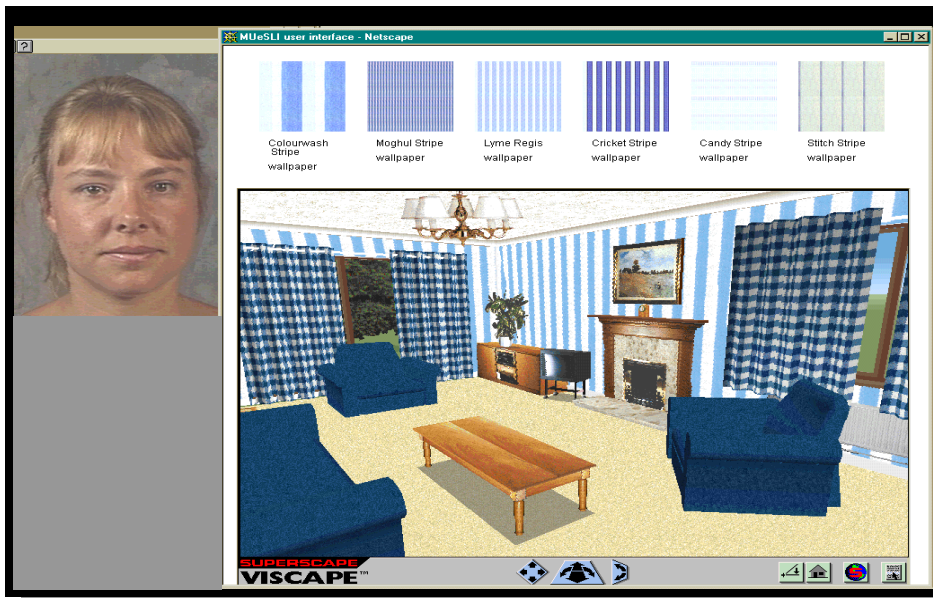 MUeSLI user interface - Netscape
?
Colourwash
Stripe
wallpaper
Moghul Stripe
wallpaper
Lyme Regis
wallpaper
Cricket Stripe
wallpaper
Candy Stripe
wallpaper
Stitch Stripe
wallpaper
SUPERSCAPE
VISCAPE™